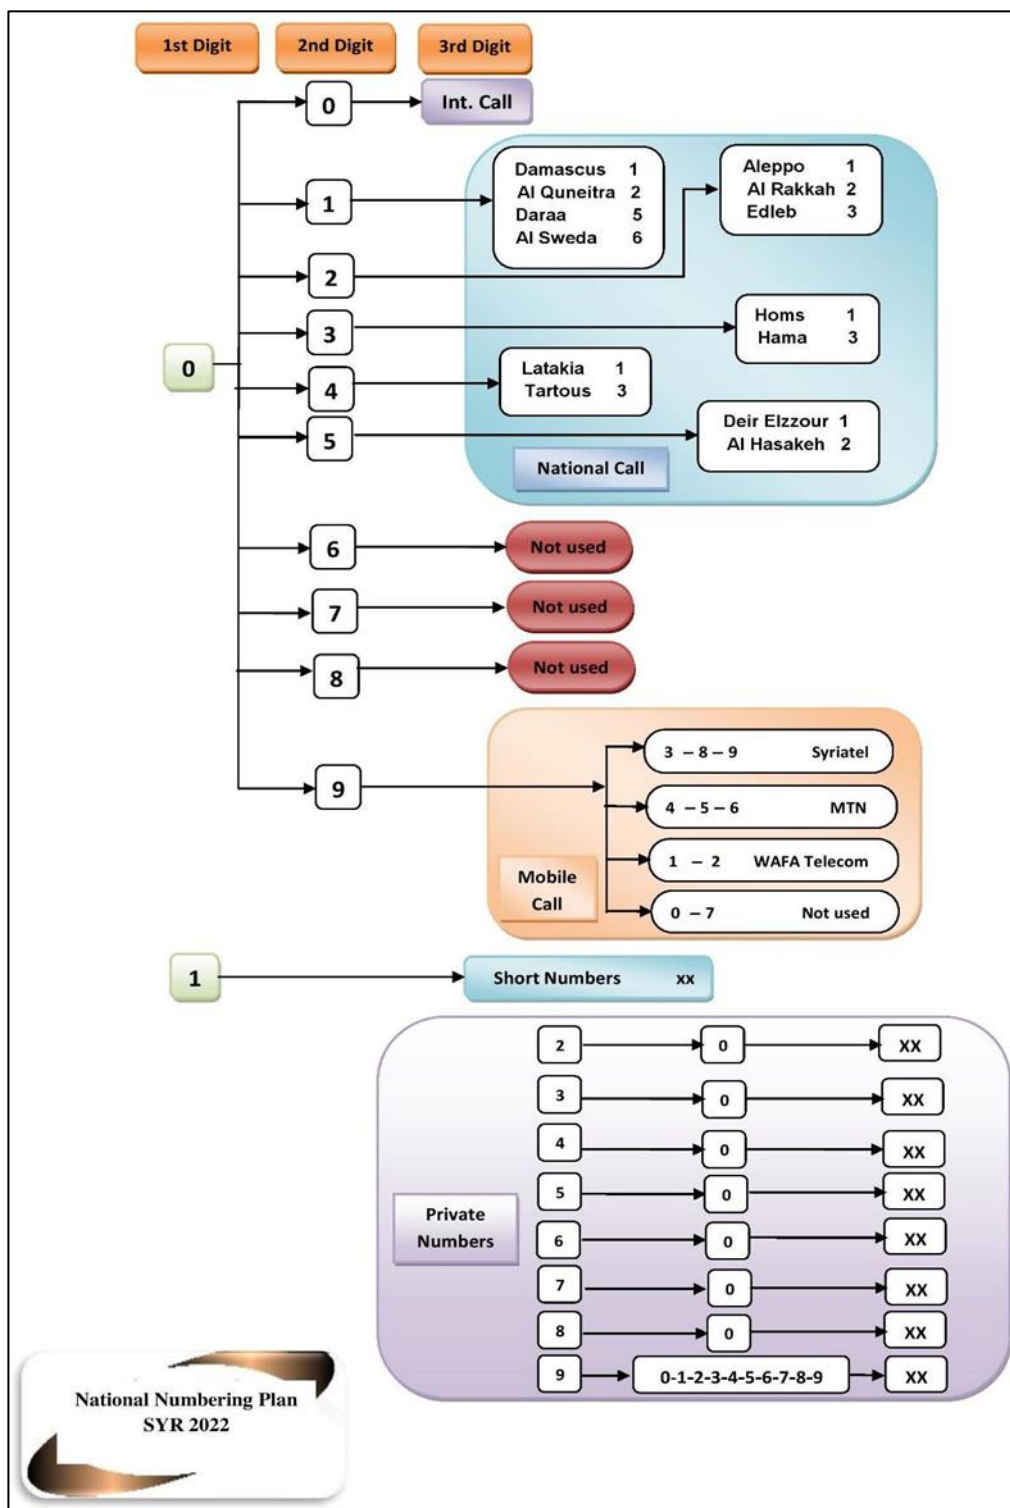 1st Digit 2nd Digit 3rd Digit
0 Int. Call
Damascus 1
Al Quneitra 2
Daraa 5
Al Sweda 6
Aleppo 1
Al Rakkah 2
Edleb 3
1
2
3
Homs 1
Hama 3
0
4
Latakia 1
Tartous 3
5
Deir Elzzour 1
Al Hasakeh 2
National Call
6 Not used
7 Not used
8 Not used
9
3 – 8 – 9 Syriatel
4 – 5 – 6 MTN
1 – 2 WAFA Telecom
0 – 7 Not used
Mobile
Call
1 Short Numbers xx
2 0 XX
3 0 XX
4 0 XX
5 0 XX
Private
Numbers
6 0 XX
7 0 XX
8 0 XX
9 0-1-2-3-4-5-6-7-8-9 XX
National Numbering Plan
SYR 2022